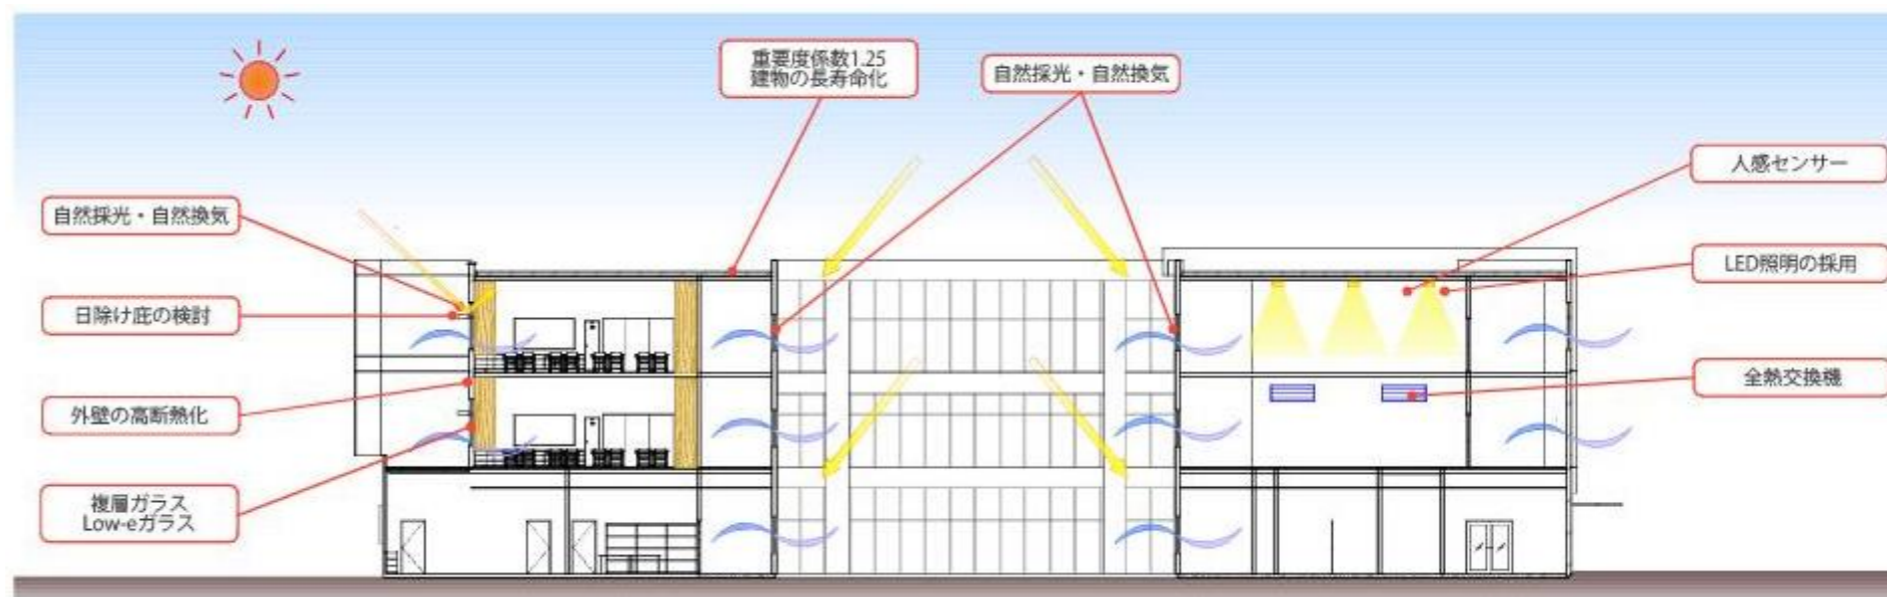 重要度係数1.25
建物の長寿命化
自然採光・自然換気
人感センサー
自然採光・自然換気
LED照明の採用
日除け庇の検討
全熱交換機
外壁の高断熱化
複層ガラス
Low-eガラス